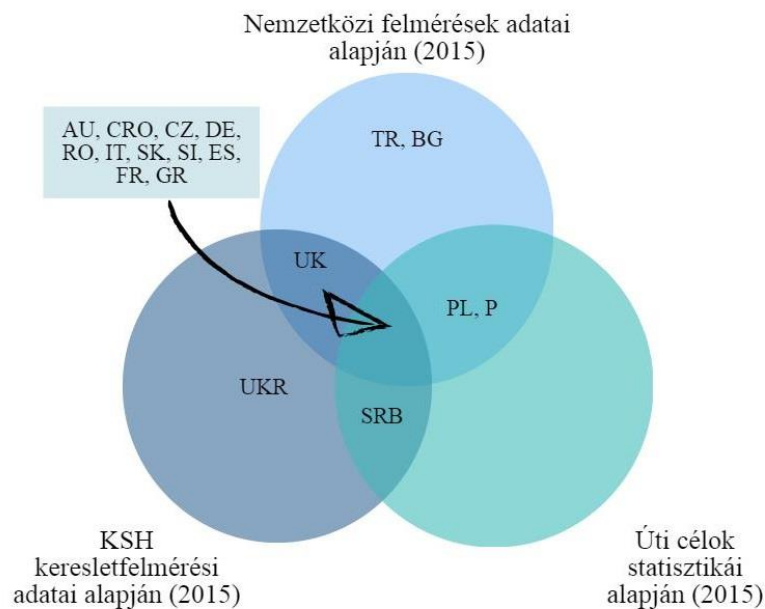 Nemzetközi felmérések adatai
alapján (2015)
AU, CRO, CZ, DE,
RO, IT, SK, SI, ES,
FR, GR
TR, BG
UK
PL, P
UKR
SRB
KSH
keresletfelmérési
adatai alapján (2015)
Úti célok
statisztikái
alapján (2015)